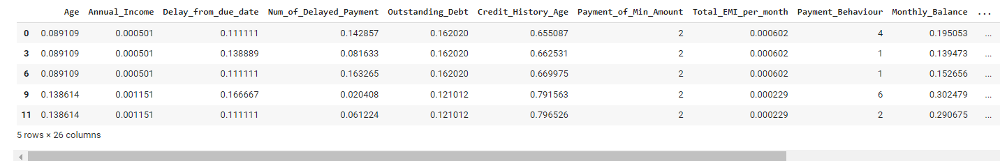 Age Annual_Income Delay_from_due_date Num_of_Delayed_Payment Outstanding_Debt Credit_History_Age Payment_of_Min_Amount Total_EMI_per_month Payment_Behaviour Monthly_Balance ...
0 0.089109 0.000501 0.111111 0.142857 0.162020 0.655087 2 0.000602 4 0.195053 ...
3 0.089109 0.000501 0.138889 0.081633 0.162020 0.662531 2 0.000602 1 0.139473 ...
6 0.089109 0.000501 0.111111 0.163265 0.162020 0.669975 2 0.000602 1 0.152656 ...
9 0.138614 0.001151 0.166667 0.020408 0.121012 0.791563 2 0.000229 6 0.302479 ...
11 0.138614 0.001151 0.111111 0.061224 0.121012 0.796526 2 0.000229 2 0.290675 ...
5 rows × 26 columns